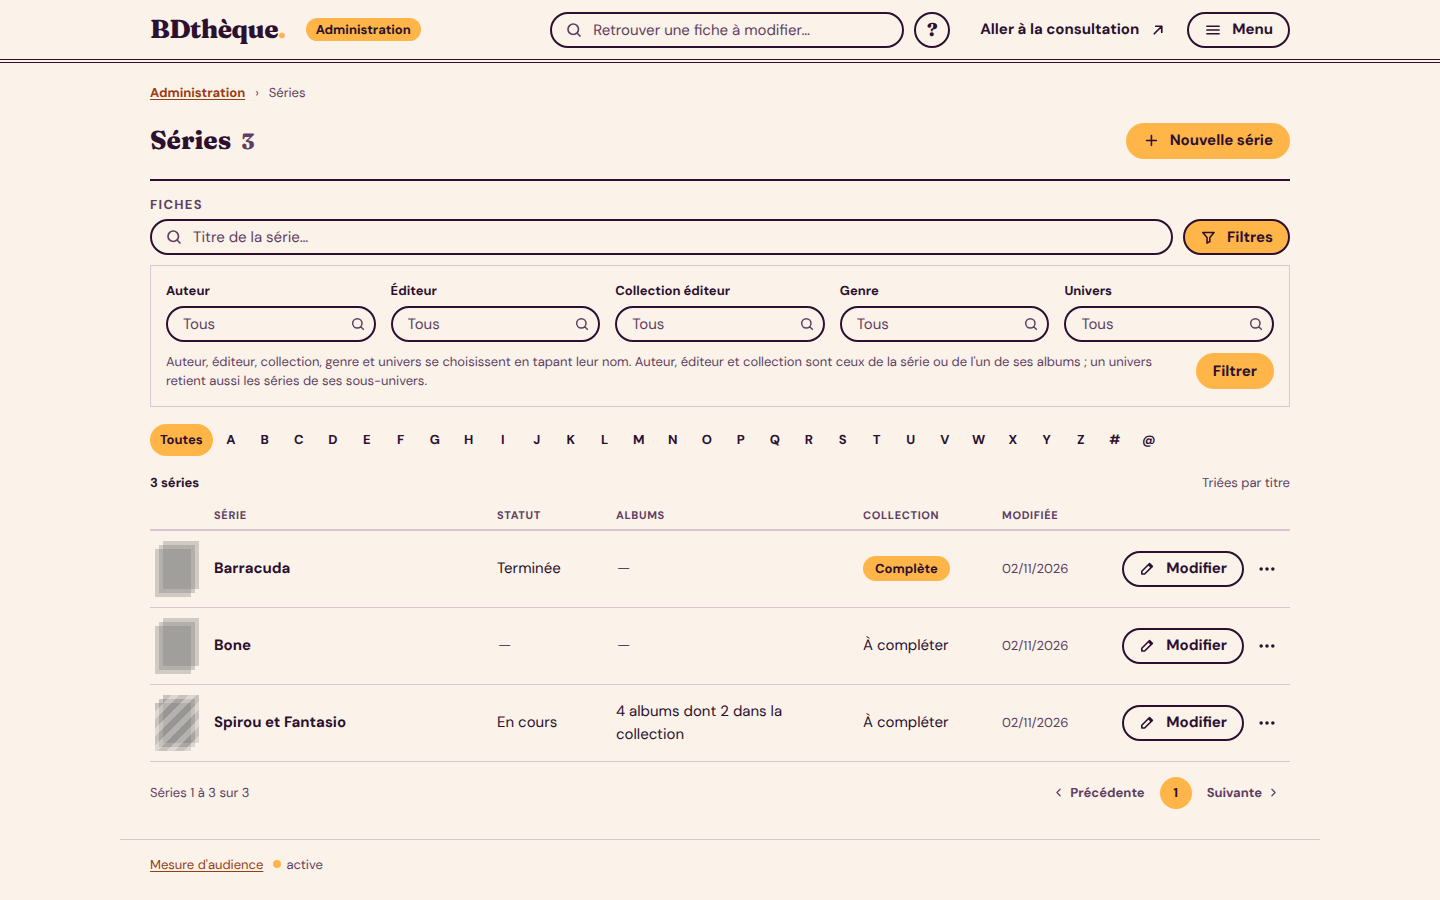 BDthèque.
Administration
Retrouver une fiche à modifier...
?
Aller à la consultation
Menu
Administration › Séries
Séries 3
Nouvelle série
FICHES
Titre de la série...
Filtres
Auteur
Éditeur
Collection éditeur
Genre
Univers
Tous
Tous
Tous
Tous
Tous
Auteur, éditeur, collection, genre et univers se choisissent en tapant leur nom. Auteur, éditeur et collection sont ceux de la série ou de l'un de ses albums ; un univers
retient aussi les séries de ses sous-univers.
Filtrer
Toutes A B C D E F G H I J K L M N O P Q R S T U V W X Y Z # @
3 séries
Triées par titre
SÉRIE STATUT ALBUMS COLLECTION MODIFIÉE
Barracuda Terminée — Complète 02/11/2026 Modifier
Bone — — À compléter 02/11/2026 Modifier
Spirou et Fantasio En cours 4 albums dont 2 dans la
collection À compléter 02/11/2026 Modifier
Séries 1 à 3 sur 3
Précédente 1 Suivante
Mesure d'audience active